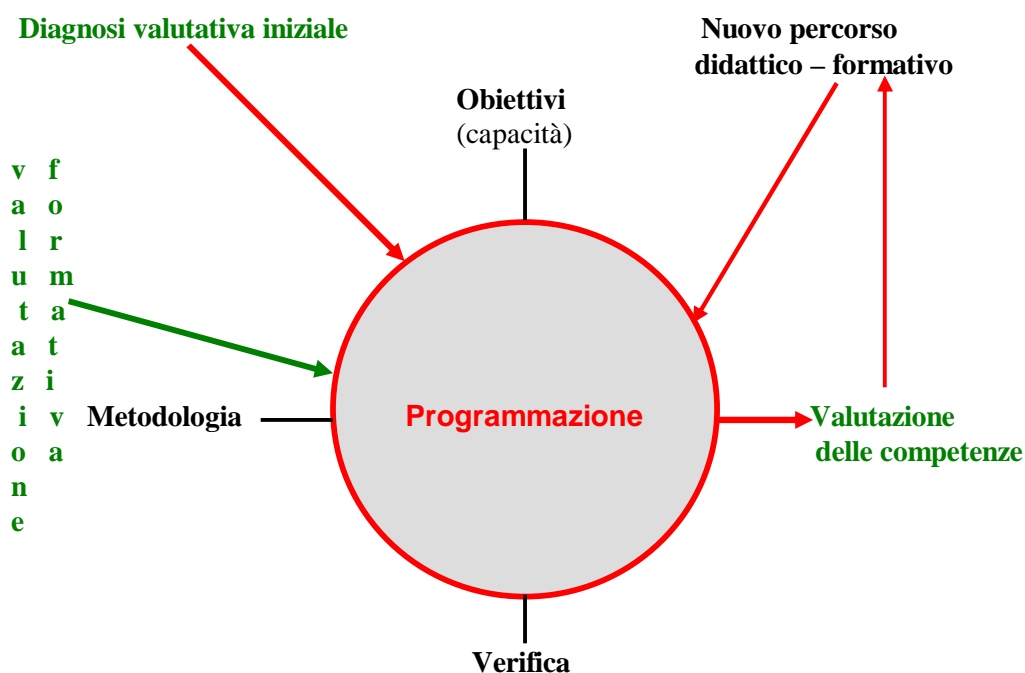 Diagnosi valutativa iniziale
Nuovo percorso
didattico – formativo
Obiettivi
(capacità)
valutazione
formativa
Metodologia
Programmazione
Valutazione
delle competenze
Verifica